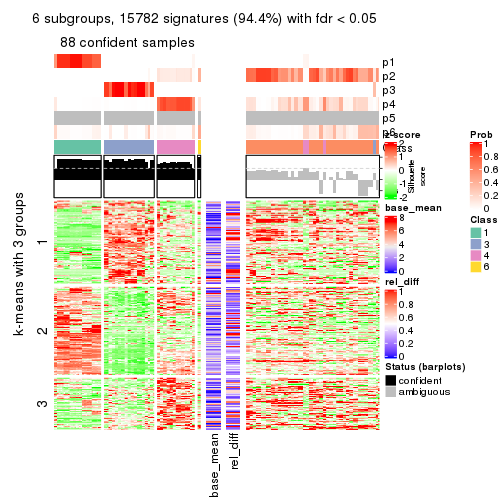 6 subgroups, 15782 signatures (94.4%) with fdr < 0.05
88 confident samples
p1
p2
p3
p4
p5
p6
Class
z-score
2
1
0
-1
-2
Silhouette
score
base_mean
8
6
4
2
0
rel_diff
1
0.8
0.6
0.4
0.2
0
Status (barplots)
confident
ambiguous
Prob
1
0.8
0.6
0.4
0.2
0
Class
1
3
4
6
k-means with 3 groups
1
2
3
base_mean
rel_diff